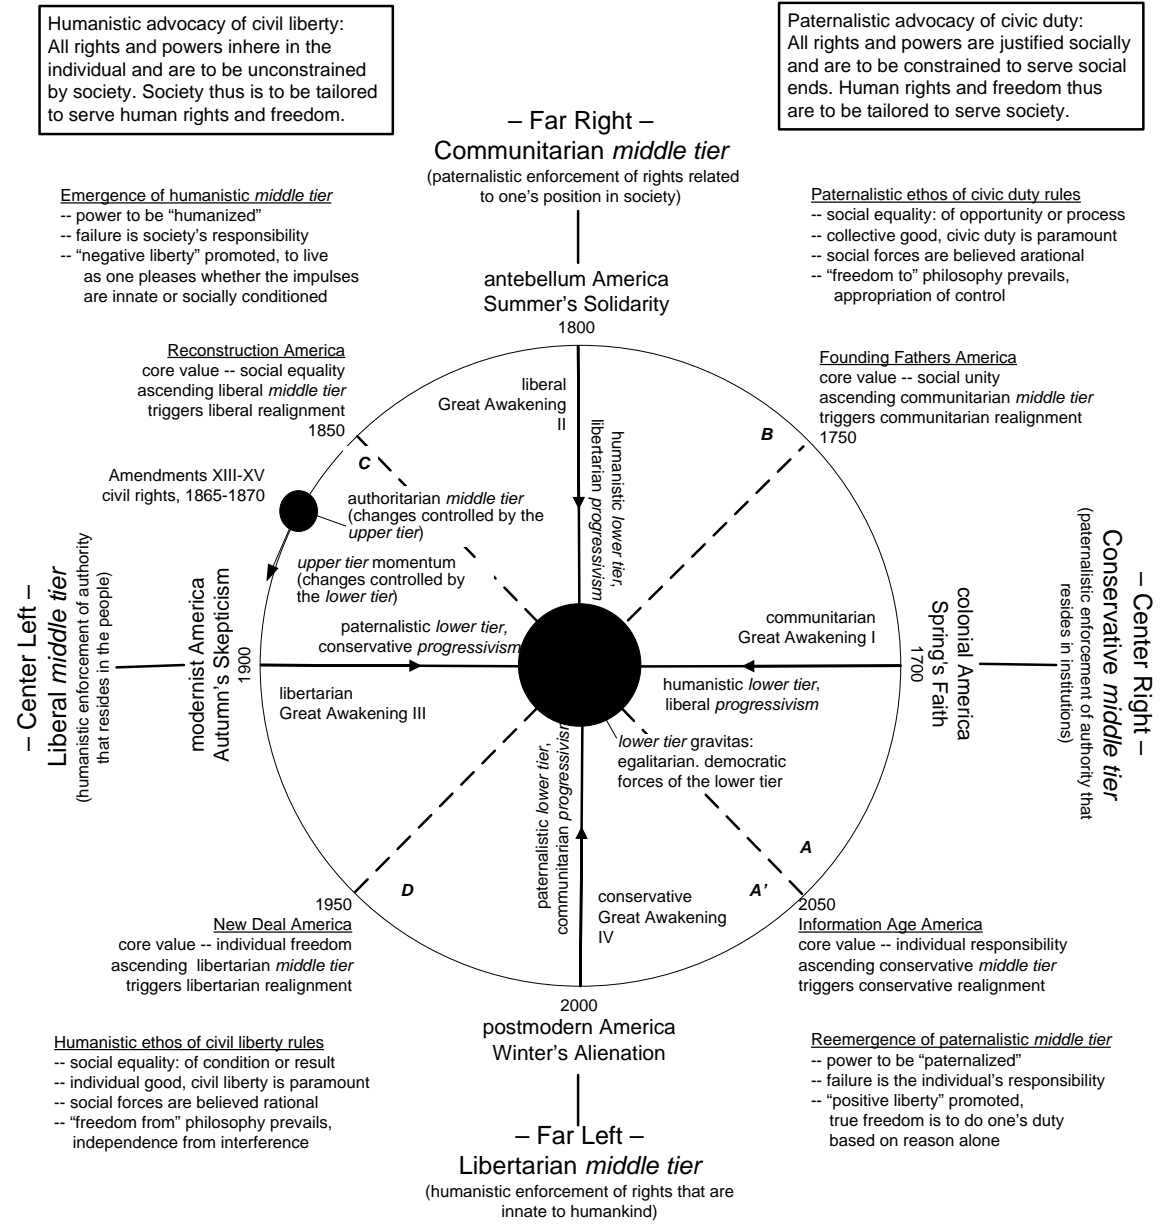 Humanistic advocacy of civil liberty:
All rights and powers inhere in the
individual and are to be unconstrained
by society. Society thus is to be tailored
to serve human rights and freedom.
Paternalistic advocacy of civic duty:
All rights and powers are justified socially
and are to be constrained to serve social
ends. Human rights and freedom thus
are to be tailored to serve society.
– Far Right –
Communitarian middle tier
(paternalistic enforcement of rights related
to one's position in society)
Emergence of humanistic middle tier
-- power to be “humanized”
-- failure is society's responsibility
-- “negative liberty” promoted, to live
as one pleases whether the impulses
are innate or socially conditioned
Paternalistic ethos of civic duty rules
-- social equality: of opportunity or process
-- collective good, civic duty is paramount
-- social forces are believed arational
-- “freedom to” philosophy prevails,
appropriation of control
antebellum America
Summer's Solidarity
1800
Reconstruction America
core value -- social equality
ascending liberal middle tier
triggers liberal realignment
1850
Founding Fathers America
core value -- social unity
ascending communitarian middle tier
triggers communitarian realignment
1750
liberal
Great Awakening
II
humanistic lower tier,
libertarian progressivism
B
C
Amendments XIII-XV
civil rights, 1865-1870
authoritarian middle tier
(changes controlled by the
upper tier)
upper tier momentum
(changes controlled by
the lower tier)
paternalistic lower tier,
conservative progressivism
communitarian
Great Awakening I
– Center Left –
Liberal middle tier
(humanistic enforcement of authority
that resides in the people)
modernist America
Autumn's Skepticism
1900
1700
colonial America
Spring's Faith
– Center Right –
Conservative middle tier
(paternalistic enforcement of authority that
resides in institutions)
libertarian
Great Awakening III
humanistic lower tier,
liberal progressivism
lower tier gravitas:
egalitarian. democratic
forces of the lower tier
paternalistic lower tier,
communitarian progressivism
A
A’
D
conservative
Great Awakening
IV
1950
New Deal America
core value -- individual freedom
ascending libertarian middle tier
triggers libertarian realignment
2050
Information Age America
core value -- individual responsibility
ascending conservative middle tier
triggers conservative realignment
2000
postmodern America
Winter's Alienation
Humanistic ethos of civil liberty rules
-- social equality: of condition or result
-- individual good, civil liberty is paramount
-- social forces are believed rational
-- “freedom from” philosophy prevails,
independence from interference
Reemergence of paternalistic middle tier
-- power to be “paternalized”
-- failure is the individual's responsibility
-- “positive liberty” promoted,
true freedom is to do one's duty
based on reason alone
– Far Left –
Libertarian middle tier
(humanistic enforcement of rights that are
innate to humankind)